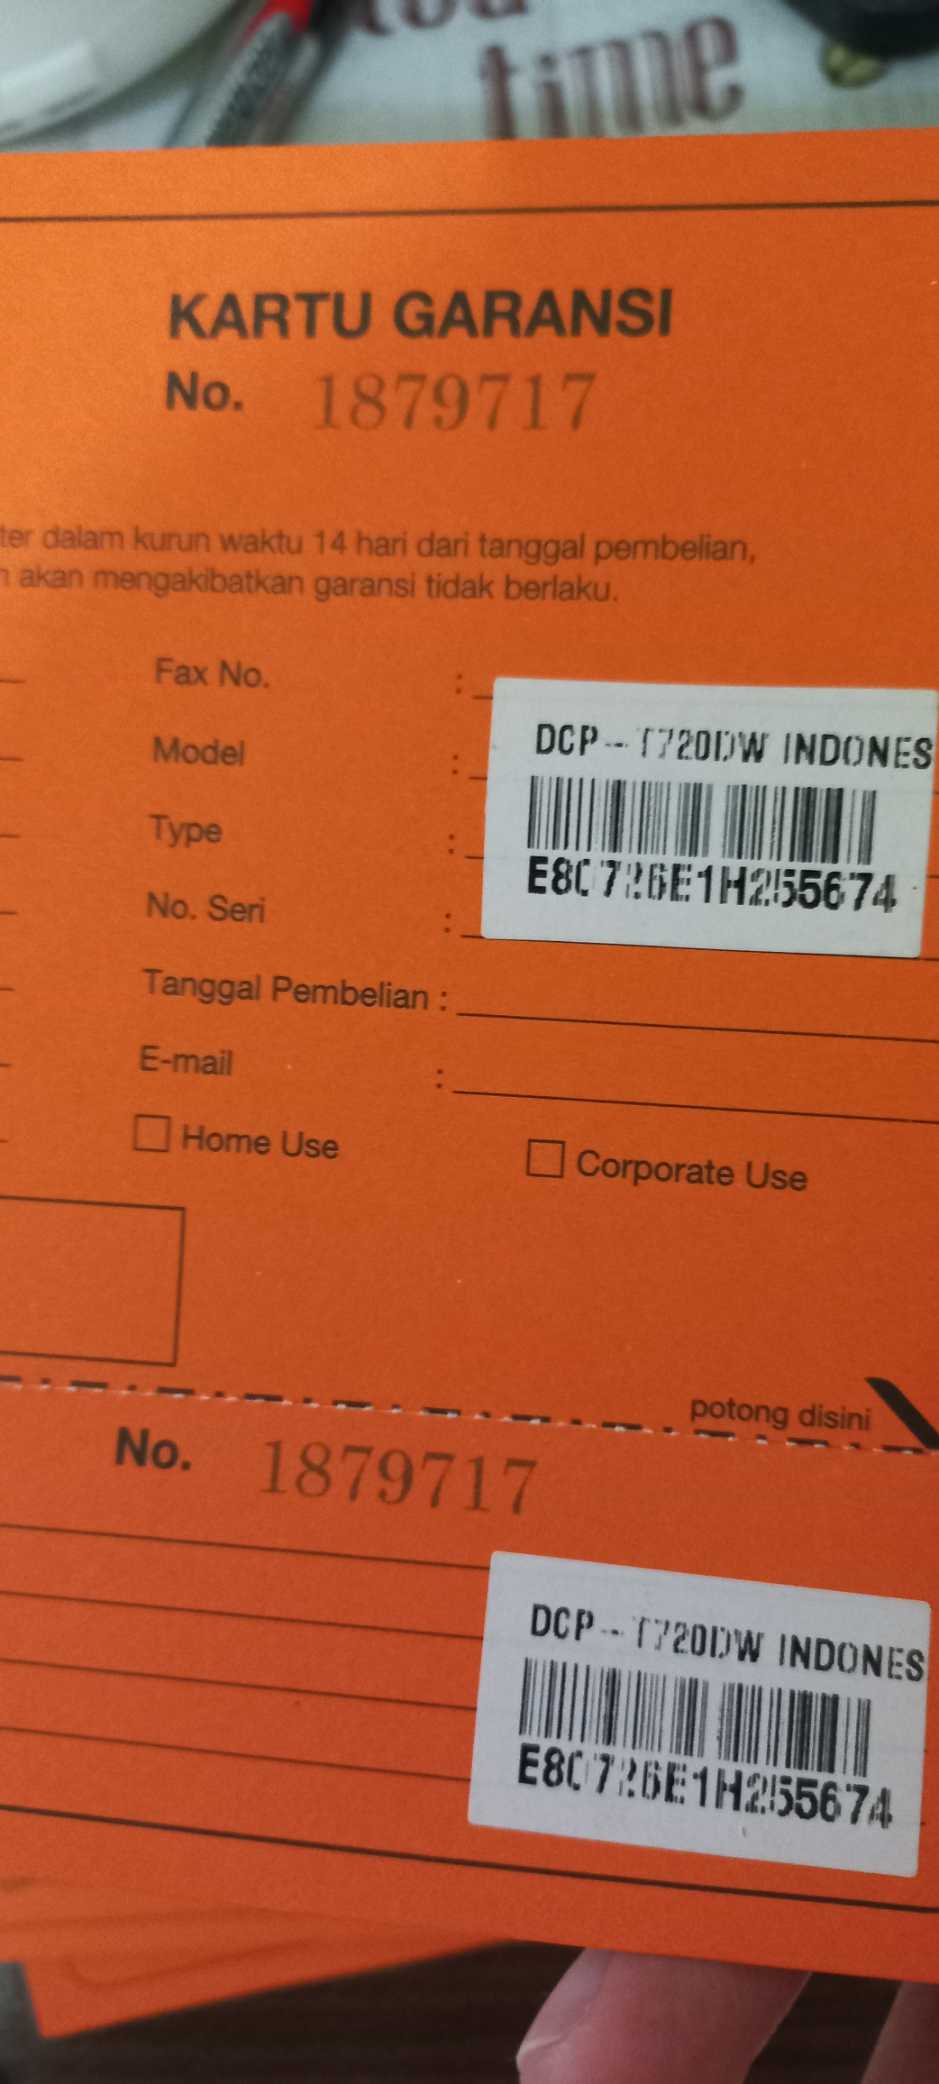 time
KARTU GARANSI
No. 1879717
ter dalam kurun waktu 14 hari dari tanggal pembelian,
akan mengakibatkan garansi tidak berlaku.
Fax No. :
Model :
Type :
No. Seri :
DCP-T720DW INDONES
E80726E1H255674
Tanggal Pembelian :
E-mail :
Home Use Corporate Use
potong disini
No. 1879717
DCP-T720DW INDONES
E80726E1H255674